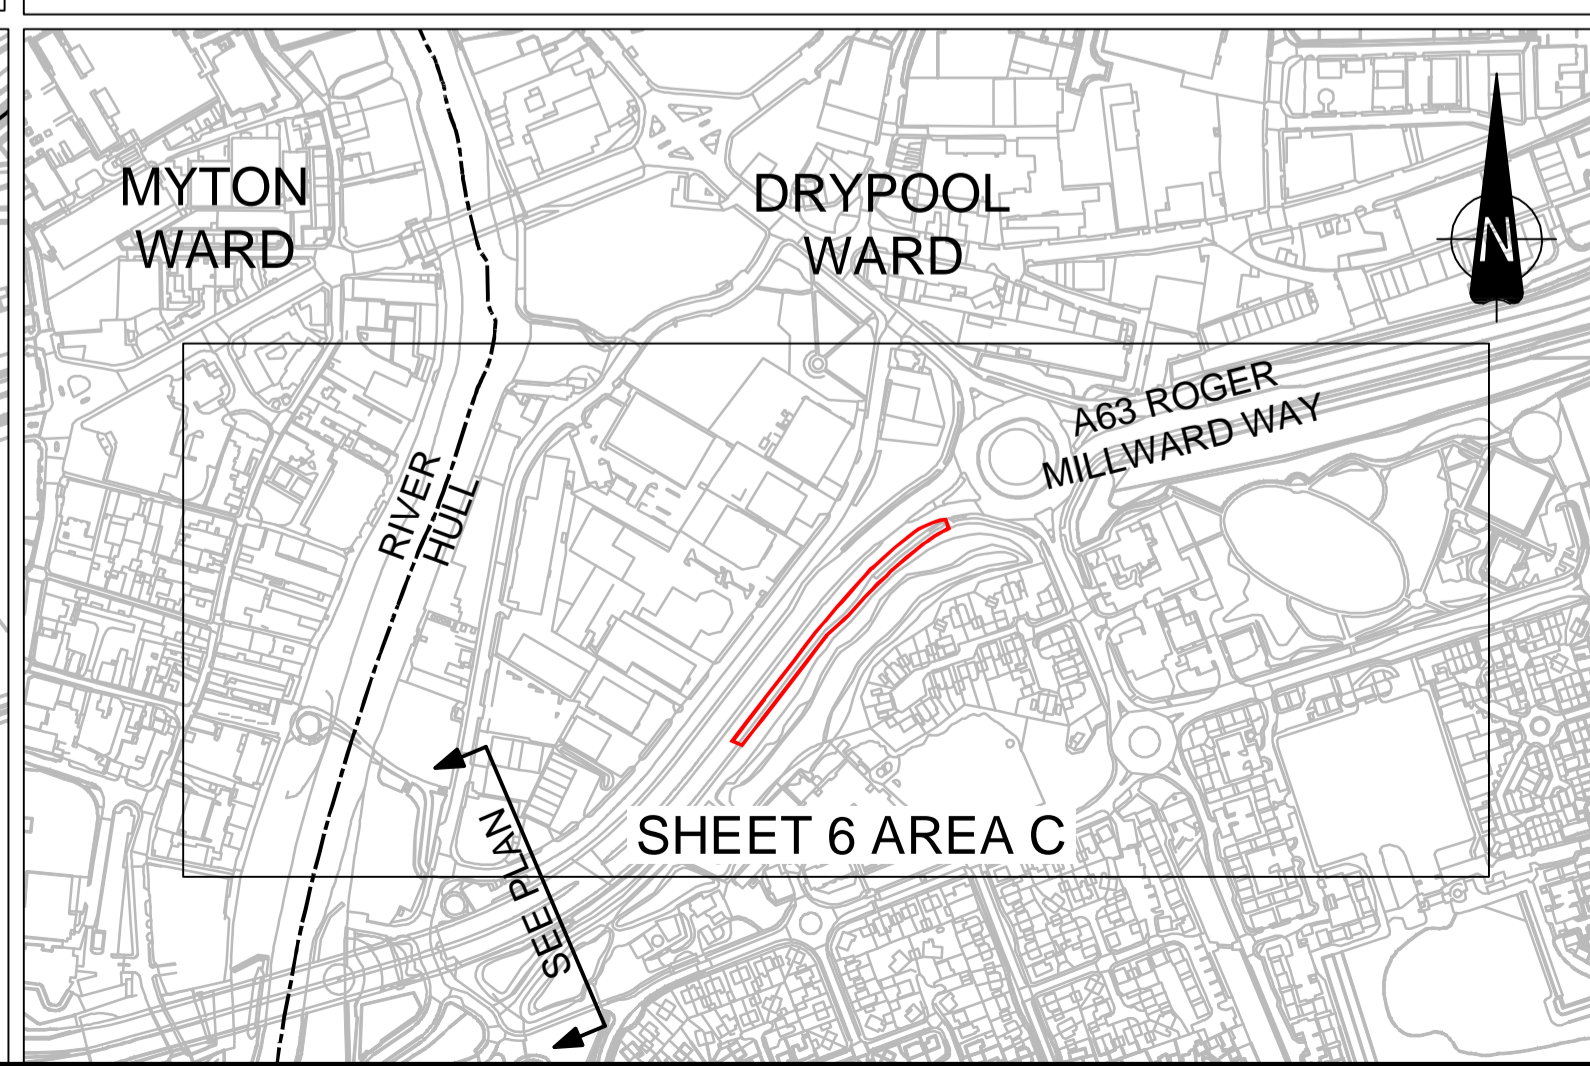 MYTON
WARD
DRYPOOL
WARD
N
A63 ROGER
MILLWARD WAY
RIVER
HULL
SHEET 6 AREA C
SEE PLAN